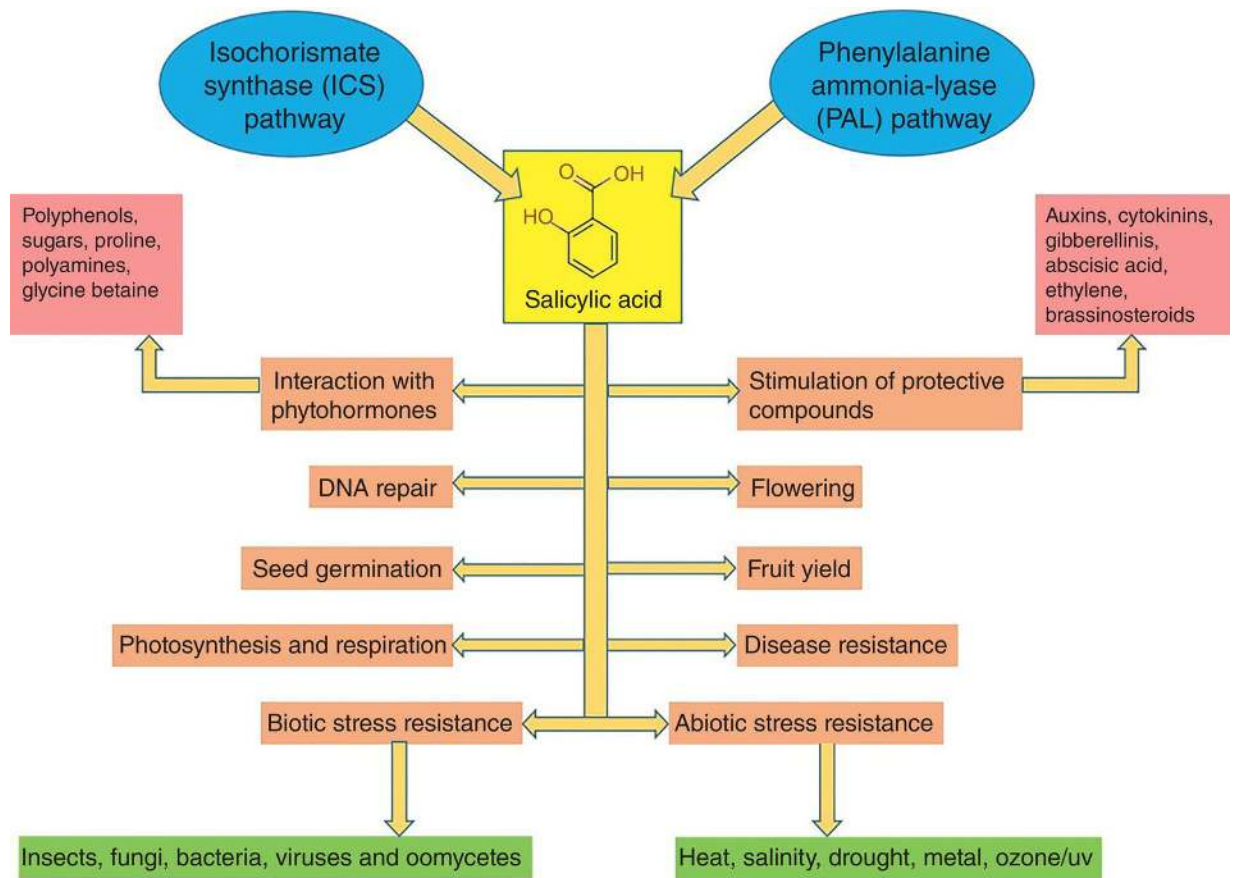 Isochorismate
synthase (ICS)
pathway
Phenylalanine
ammonia-lyase
(PAL) pathway
O
OH
HO
Salicylic acid
Polyphenols,
sugars, proline,
polyamines,
glycine betaine
Auxins, cytokinins,
gibberellinis,
abscisic acid,
ethylene,
brassinosteroids
Interaction with
phytohormones
Stimulation of protective
compounds
DNA repair
Flowering
Seed germination
Fruit yield
Photosynthesis and respiration
Disease resistance
Biotic stress resistance
Abiotic stress resistance
Insects, fungi, bacteria, viruses and oomycetes
Heat, salinity, drought, metal, ozone/uv